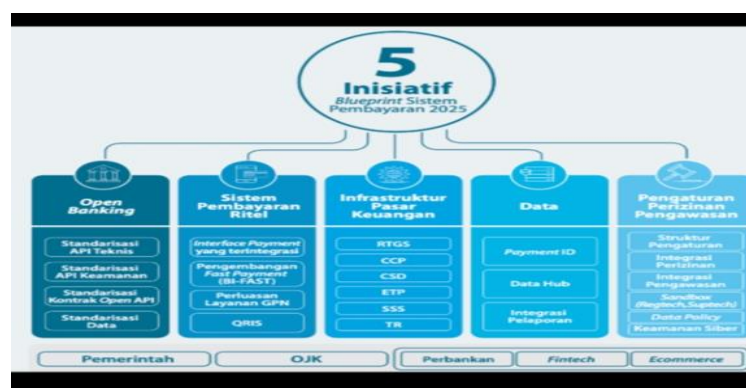 5
Inisiatif
Blueprint Sistem
Pembayaran 2025
Open
Banking
Standarisasi
API Teknis
Standarisasi
API Keamanan
Standarisasi
Kontrak Open API
Standarisasi
Data
Sistem
Pembayaran
Ritel
Interface Payment
yang terintegrasi
Pengembangan
Fast Payment
(BI-FAST)
Perluasan
Layanan GPN
QRIS
Infrastruktur
Pasar
Keuangan
RTGS
CCP
CSD
ETP
SSS
TR
Data
Payment ID
Data Hub
Integrasi
Pelaporan
Pengaturan
Perizinan
Pengawasan
Struktur
Pengaturan
Integrasi
Perizinan
Integrasi
Pengawasan
Sandbox
(Regtech,Suptech)
Data Policy
Keamanan Siber
Pemerintah
OJK
Perbankan
Fintech
Ecommerce